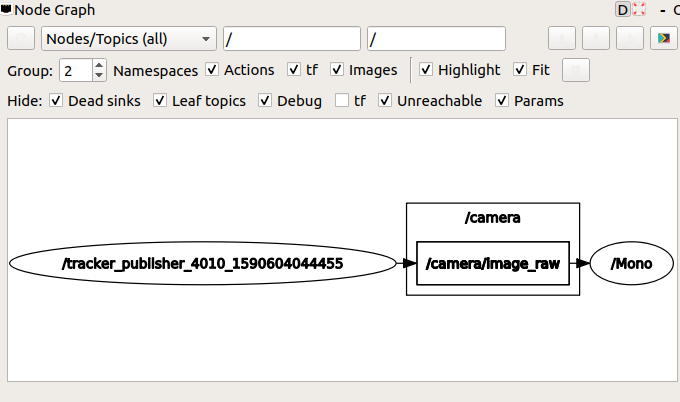 Node Graph D - C
Nodes/Topics (all) / /
Group: 2 Namespaces Actions tf Images Highlight Fit
Hide: Dead sinks Leaf topics Debug tf Unreachable Params
/camera
/tracker_publisher_4010_1590604044455 /camera/image_raw /Mono